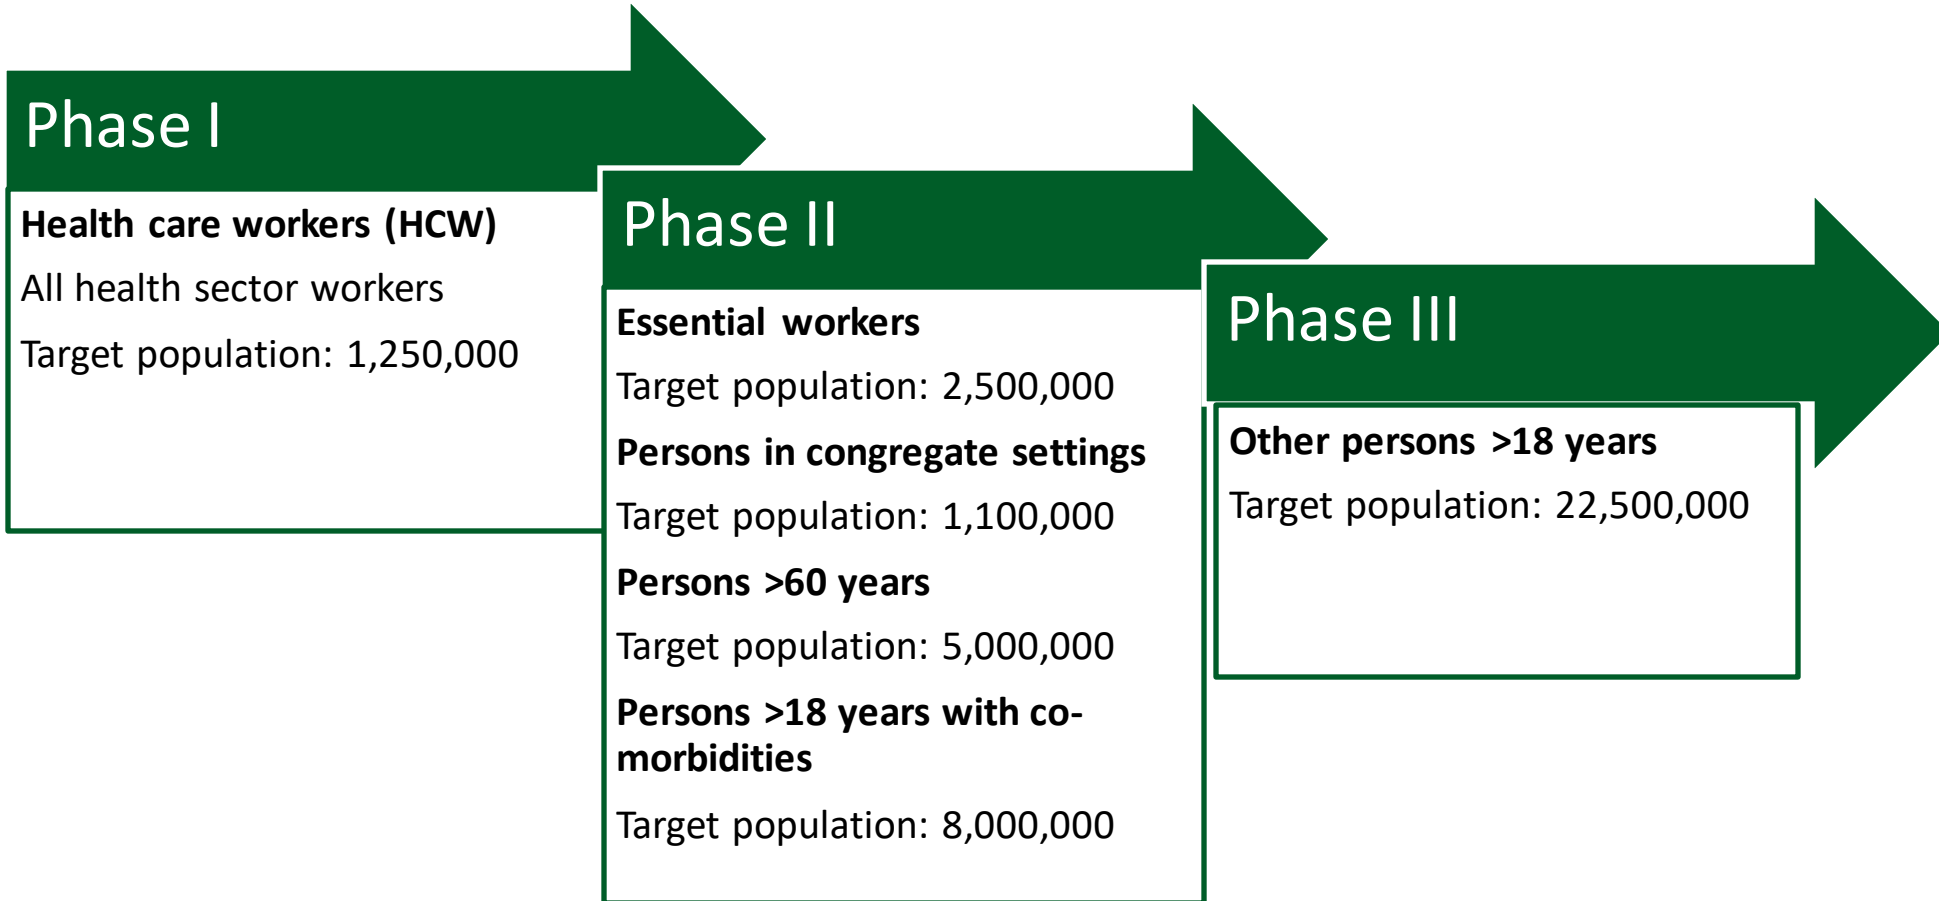 Phase I
Health care workers (HCW)
All health sector workers
Target population: 1,250,000
Phase II
Essential workers
Target population: 2,500,000
Persons in congregate settings
Target population: 1,100,000
Persons >60 years
Target population: 5,000,000
Persons >18 years with co-
morbidities
Target population: 8,000,000
Phase III
Other persons >18 years
Target population: 22,500,000